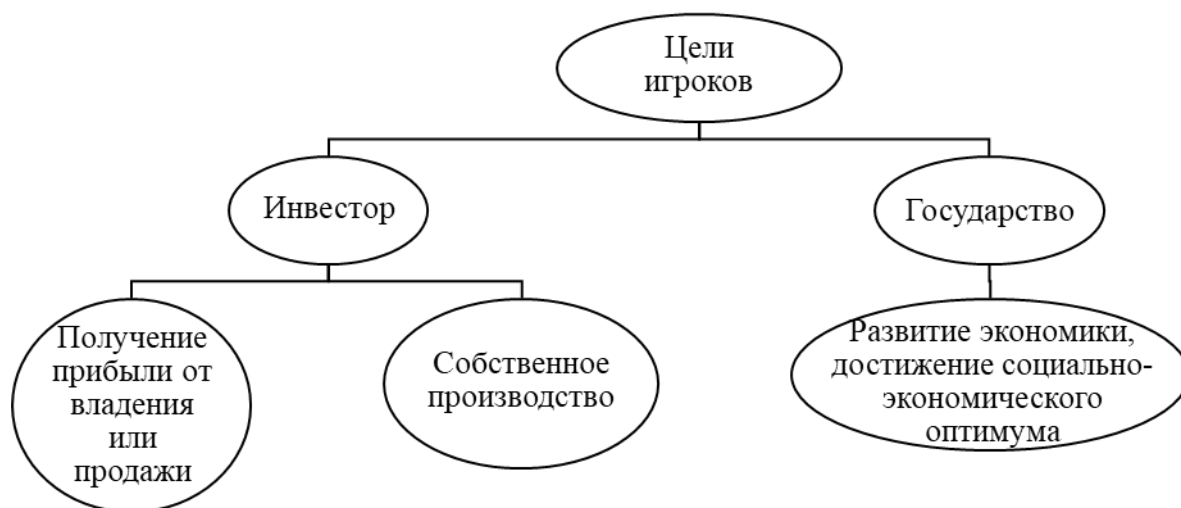 Цели
игроков
Инвестор
Государство
Получение
прибыли от
владения
или
продажи
Собственное
производство
Развитие экономики,
достижение социально-
экономического
оптимума